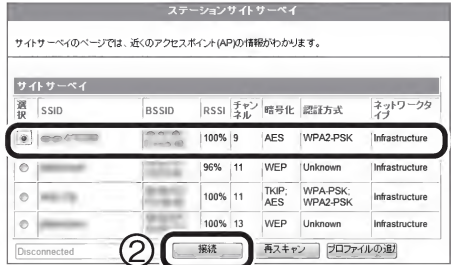 ステーションサイトサーベイ
サイトサーベイのページでは、近くのアクセスポイント(AP)の情報がわかります。
サイトサーベイ
選択 SSID BSSID RSSI チャンネル 暗号化 認証方式 ネットワークタイプ
100% 9 AES WPA2-PSK Infrastructure
96% 11 WEP Unknown Infrastructure
100% 11 TKIP; AES WPA-PSK; WPA2-PSK Infrastructure
100% 13 WEP Unknown Infrastructure
Disconnected ② 接続 再スキャン プロファイルの追